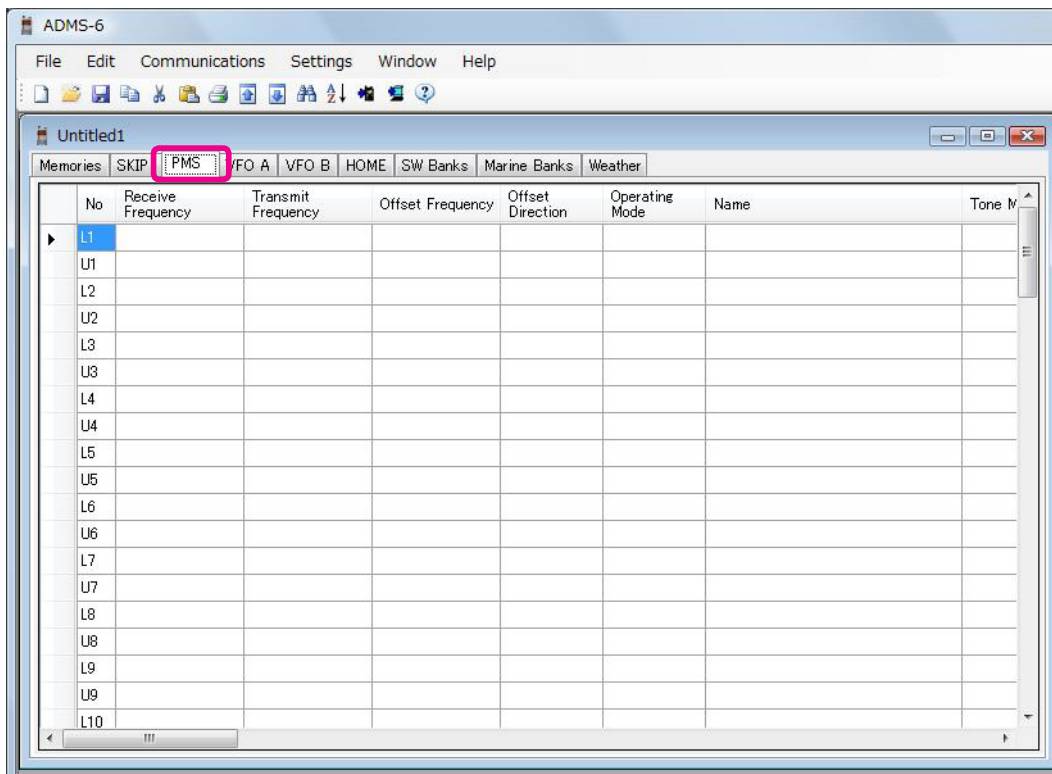 ADMS-6
File Edit Communications Settings Window Help
Untitled1
Memories SKIP PMS VFO A VFO B HOME SW Banks Marine Banks Weather
No Receive Frequency Transmit Frequency Offset Frequency Offset Direction Operating Mode Name Tone M
L1
U1
L2
U2
L3
U3
L4
U4
L5
U5
L6
U6
L7
U7
L8
U8
L9
U9
L10